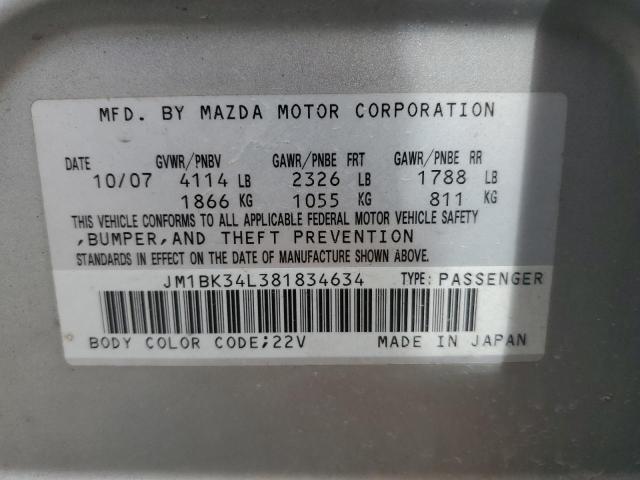 MFD. BY MAZDA MOTOR CORPORATION
DATE GVWR/PNBV GAWR/PNBE FRT GAWR/PNBE RR
10/07 4114 LB 2326 LB 1788 LB
1866 KG 1055 KG 811 KG
THIS VEHICLE CONFORMS TO ALL APPLICABLE FEDERAL MOTOR VEHICLE SAFETY
,BUMPER,AND THEFT PREVENTION
STANDARDS IN EFFECT ON THE DATE OF MANUFACTURE SHOWN ABOVE.
JM1BK34L381834634 TYPE: PASSENGER
BODY COLOR CODE;22V MADE IN JAPAN